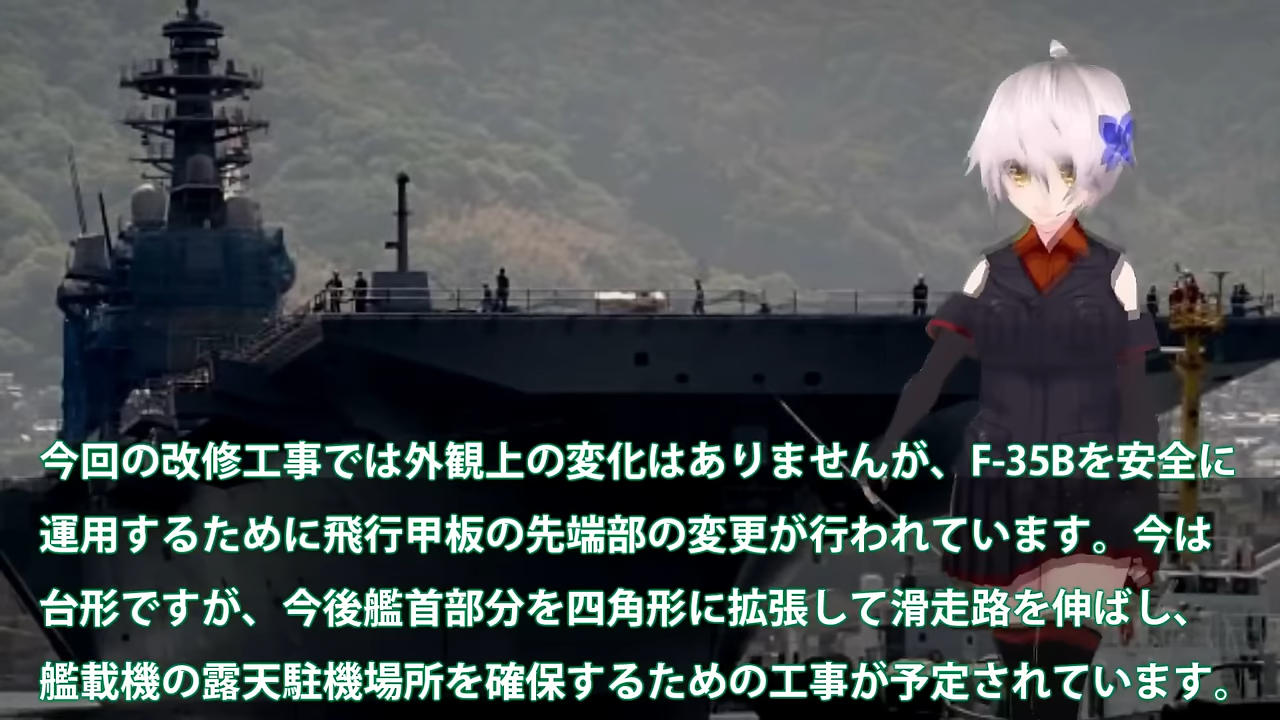 今回の改修工事では外観上の変化はありませんが、F-35Bを安全に
運用するために飛行甲板の先端部の変更が行われています。今は
台形ですが、今後艦首部分を四角形に拡張して滑走路を伸ばし、
艦載機の露天駐機場所を確保するための工事が予定されています。